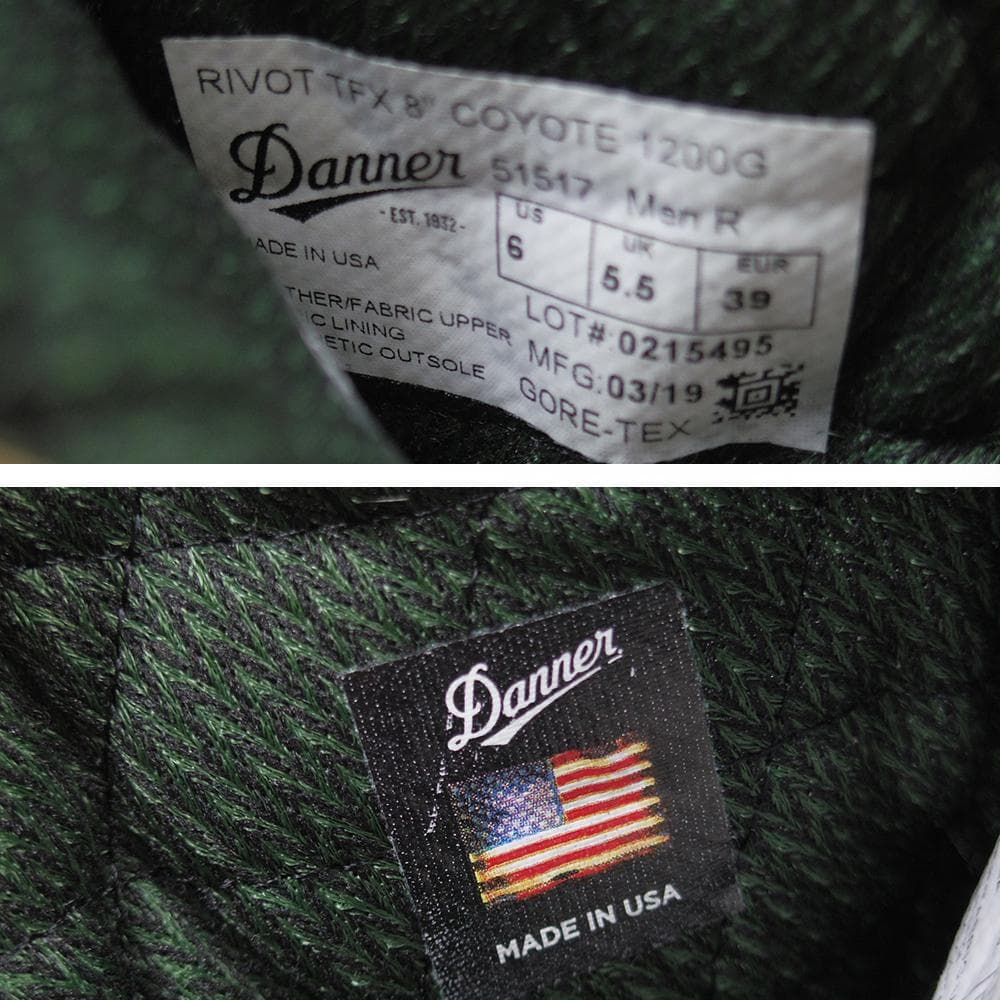 RIVOT TFX 8" COYOTE 1200G
Danner
51517 Men R
- EST. 1932 -
US UK EUR
6 5.5 39
ADE IN USA
LOT# 0215495
THER/FABRIC UPPER
MFG:03/19
IC LINING
ETIC OUTSOLE
GORE-TEX
Danner
MADE IN USA